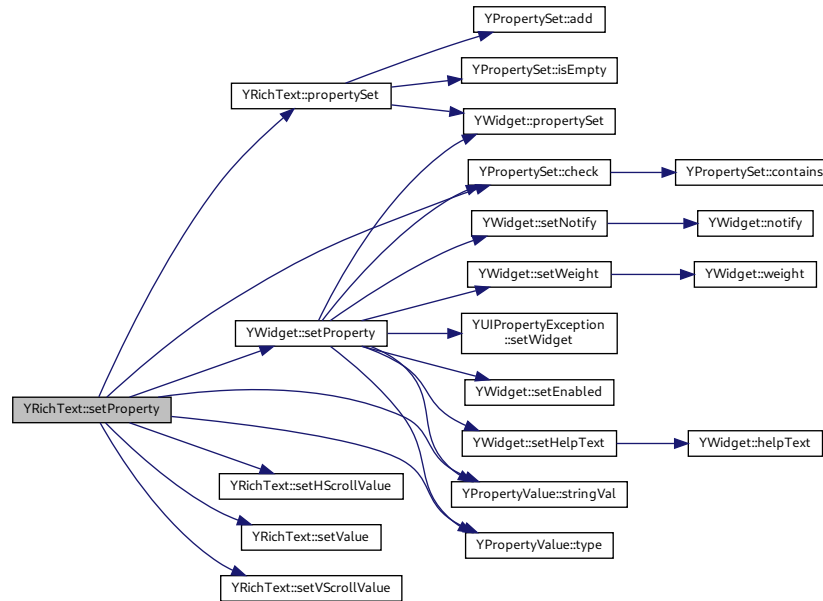 YPropertySet::add
YPropertySet::isEmpty
YRichText::propertySet
YWidget::propertySet
YPropertySet::check
YPropertySet::contains
YWidget::setNotify
YWidget::notify
YWidget::setWeight
YWidget::weight
YWidget::setProperty
YUIPropertyException
::setWidget
YWidget::setEnabled
YRichText::setProperty
YWidget::setHelpText
YWidget::helpText
YRichText::setHScrollValue
YPropertyValue::stringVal
YRichText::setValue
YPropertyValue::type
YRichText::setVScrollValue